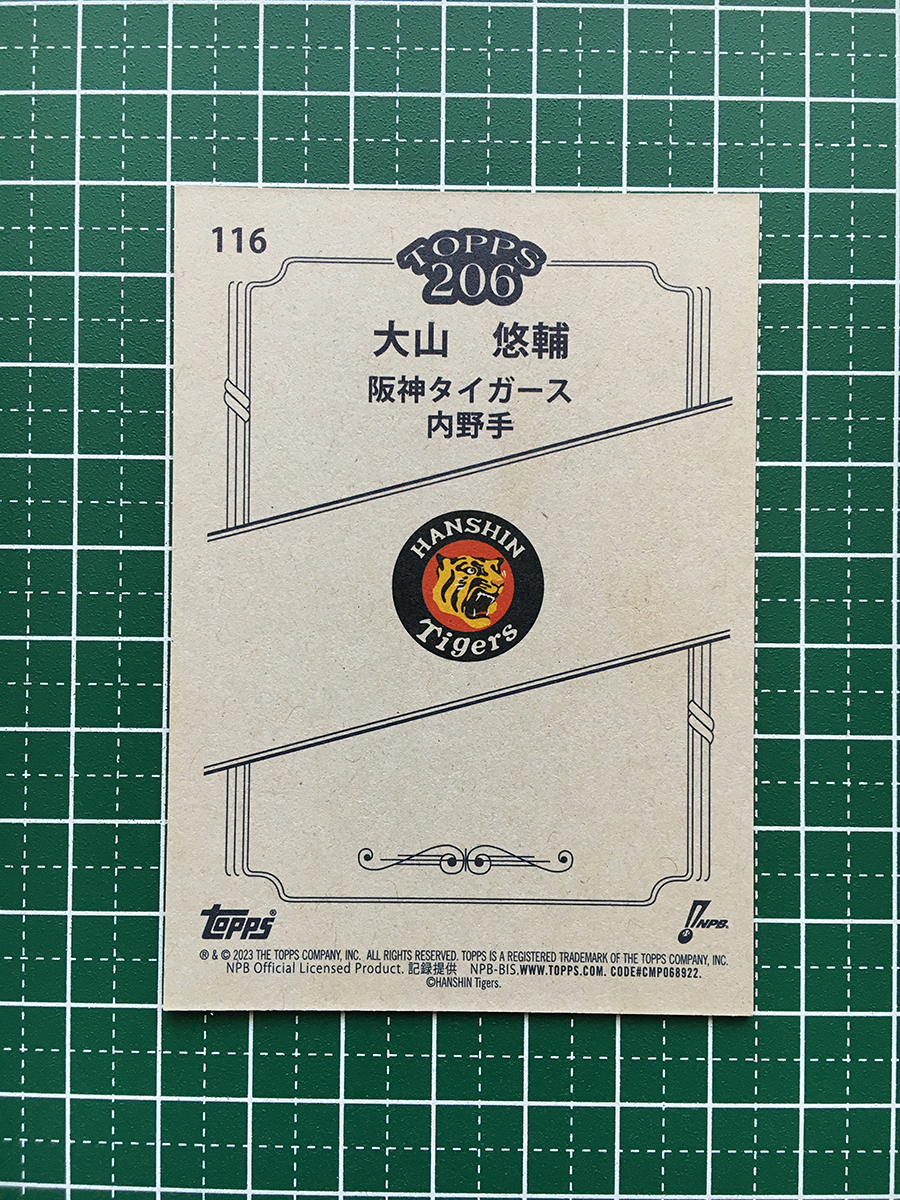 116
TOPPS
206
大山　悠輔
阪神タイガース
内野手
HANSHIN
Tigers
topps®
NPB®
® & © 2023 THE TOPPS COMPANY, INC. ALL RIGHTS RESERVED. TOPPS IS A REGISTERED TRADEMARK OF THE TOPPS COMPANY, INC.
NPB Official Licensed Product. 記録提供 NPB-BIS.WWW.TOPPS.COM. CODE#CMP068922.
©HANSHIN Tigers.